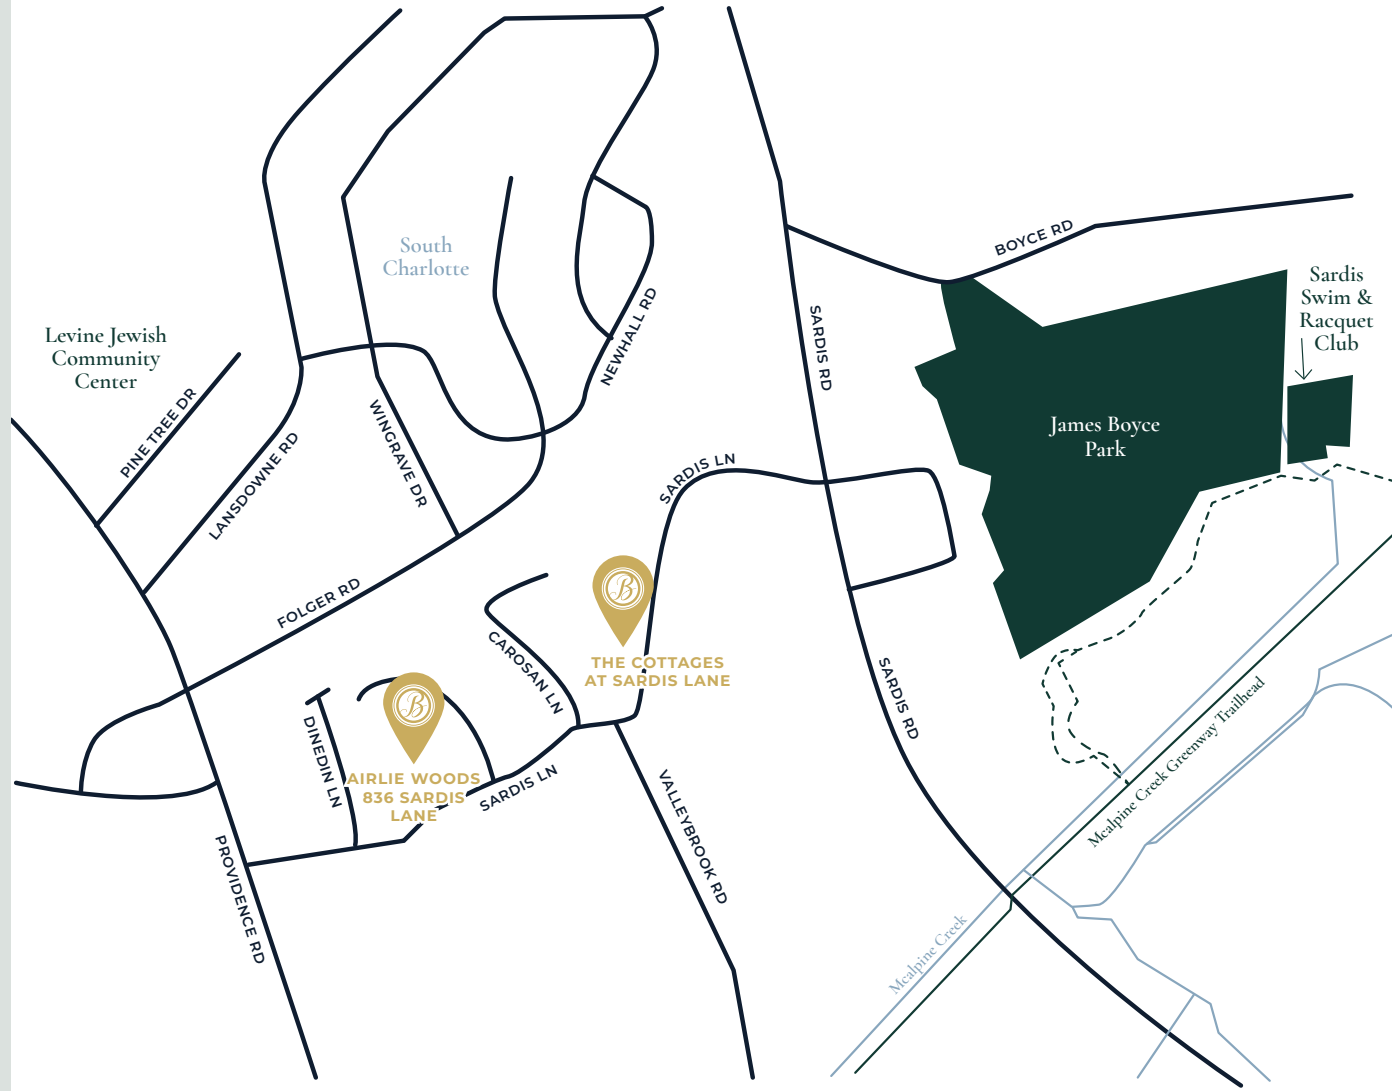 BOYCE RD
South
Charlotte
Sardis
Swim &
Racquet
Club
Levine Jewish
Community
Center
NEWHALL RD
SARDIS RD
PINE TREE DR
LANSDOWNE RD
WINGRAVE DR
James Boyce
Park
SARDIS LN
FOLGER RD
B
CAROSAN LN
THE COTTAGES
AT SARDIS LANE
SARDIS RD
B
DINEDIN LN
AIRLIE WOODS
836 SARDIS
LANE
SARDIS LN
VALLEYBROOK RD
Mcalpine Creek Greenway Trailhead
PROVIDENCE RD
Mcalpine Creek